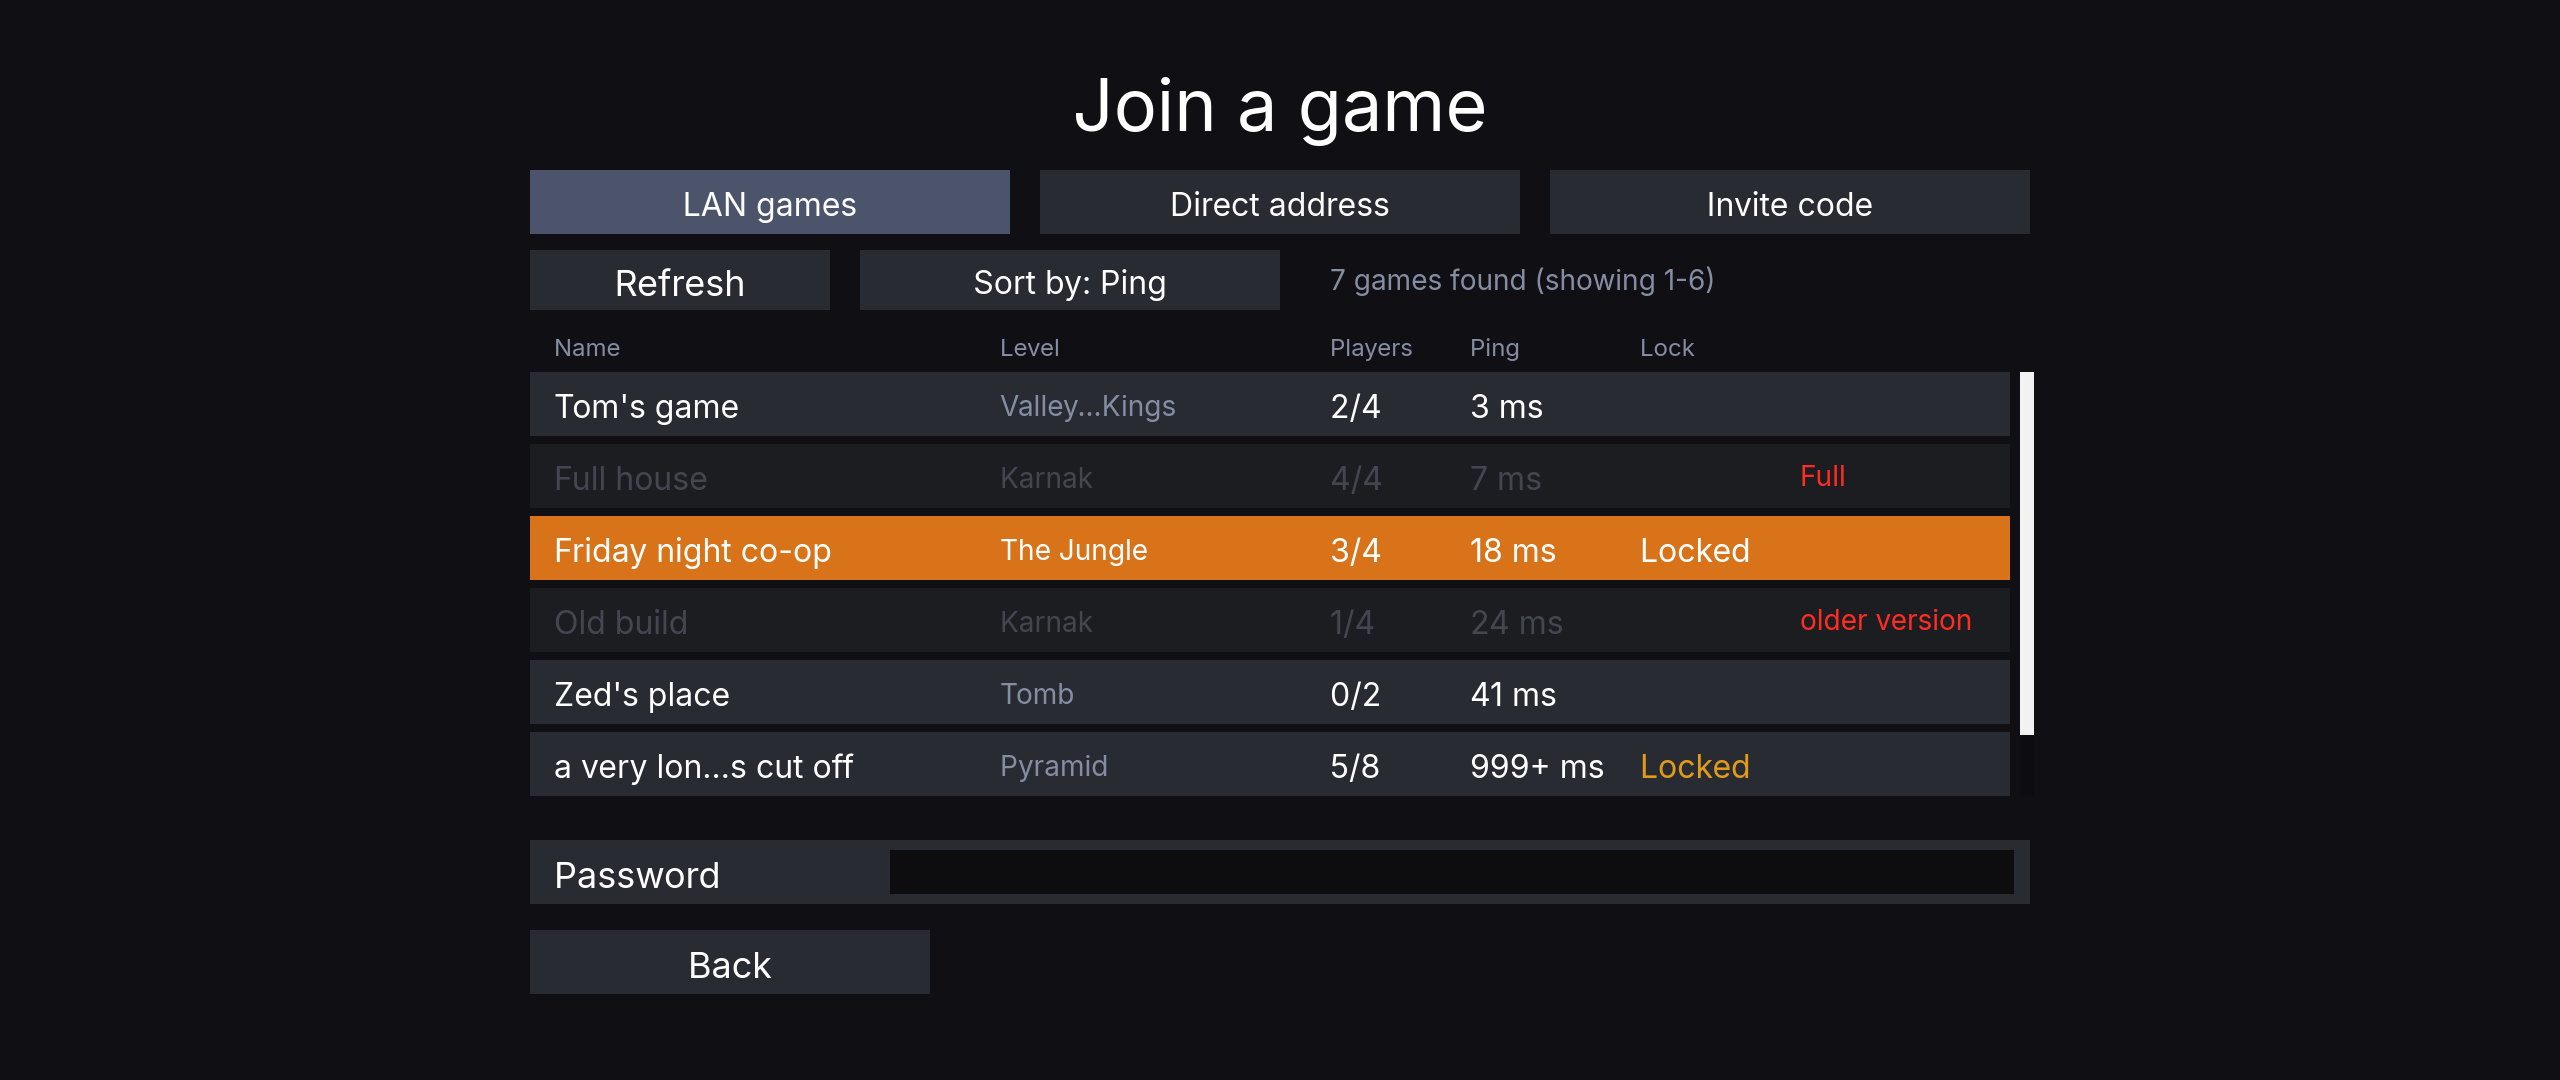 Join a game
LAN games Direct address Invite code
Refresh Sort by: Ping 7 games found (showing 1-6)
Name Level Players Ping Lock
Tom's game Valley...Kings 2/4 3 ms
Full house Karnak 4/4 7 ms Full
Friday night co-op The Jungle 3/4 18 ms Locked
Old build Karnak 1/4 24 ms older version
Zed's place Tomb 0/2 41 ms
a very lon...s cut off Pyramid 5/8 999+ ms Locked
Password
Back